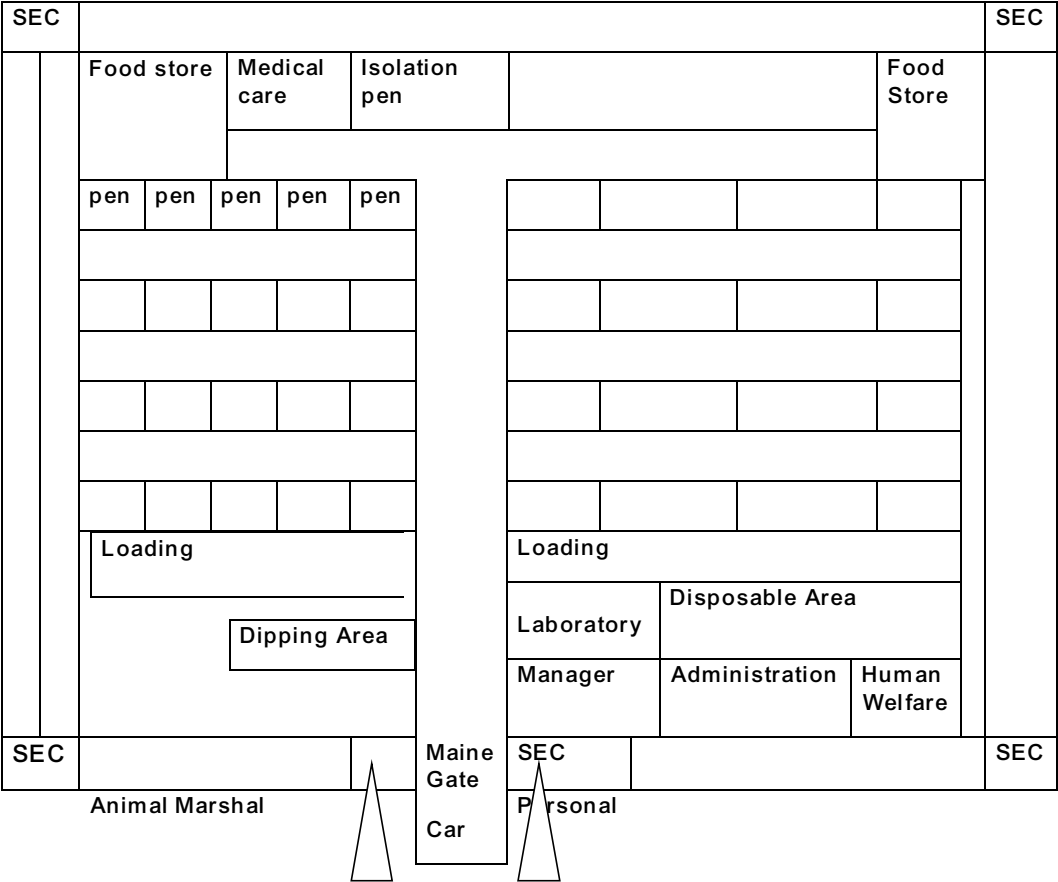 SEC
SEC
Food store
Medical
care
Isolation
pen
Food
Store
pen
pen
pen
pen
pen
Loading
Loading
Disposable Area
Laboratory
Dipping Area
Manager
Administration
Human
Welfare
SEC
Maine
Gate
SEC
SEC
Animal Marshal
Personal
Car